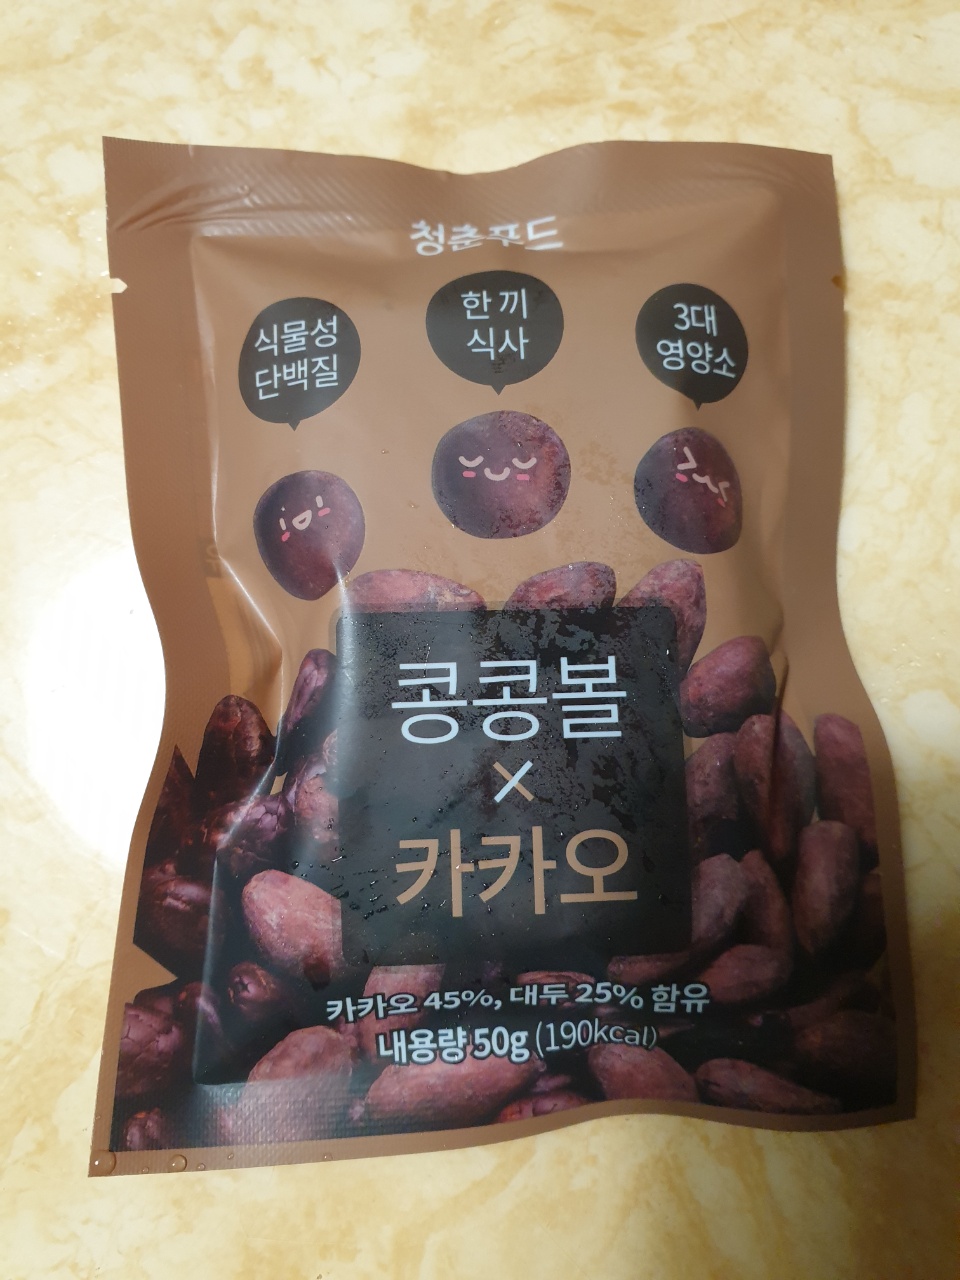 청춘푸드
식물성
단백질
한 끼
식사
3대
영양소
콩콩볼
×
카카오
카카오 45%, 대두 25% 함유
내용량 50g (190kcal)